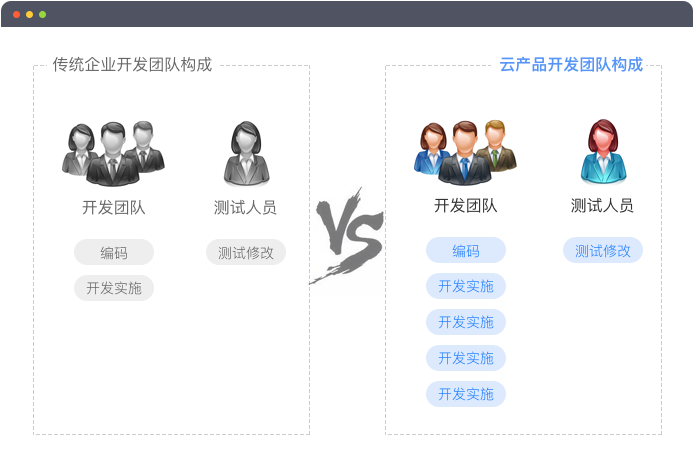 传统企业开发团队构成
开发团队
测试人员
编码
测试修改
开发实施
VS
云产品开发团队构成
开发团队
测试人员
编码
测试修改
开发实施
开发实施
开发实施
开发实施